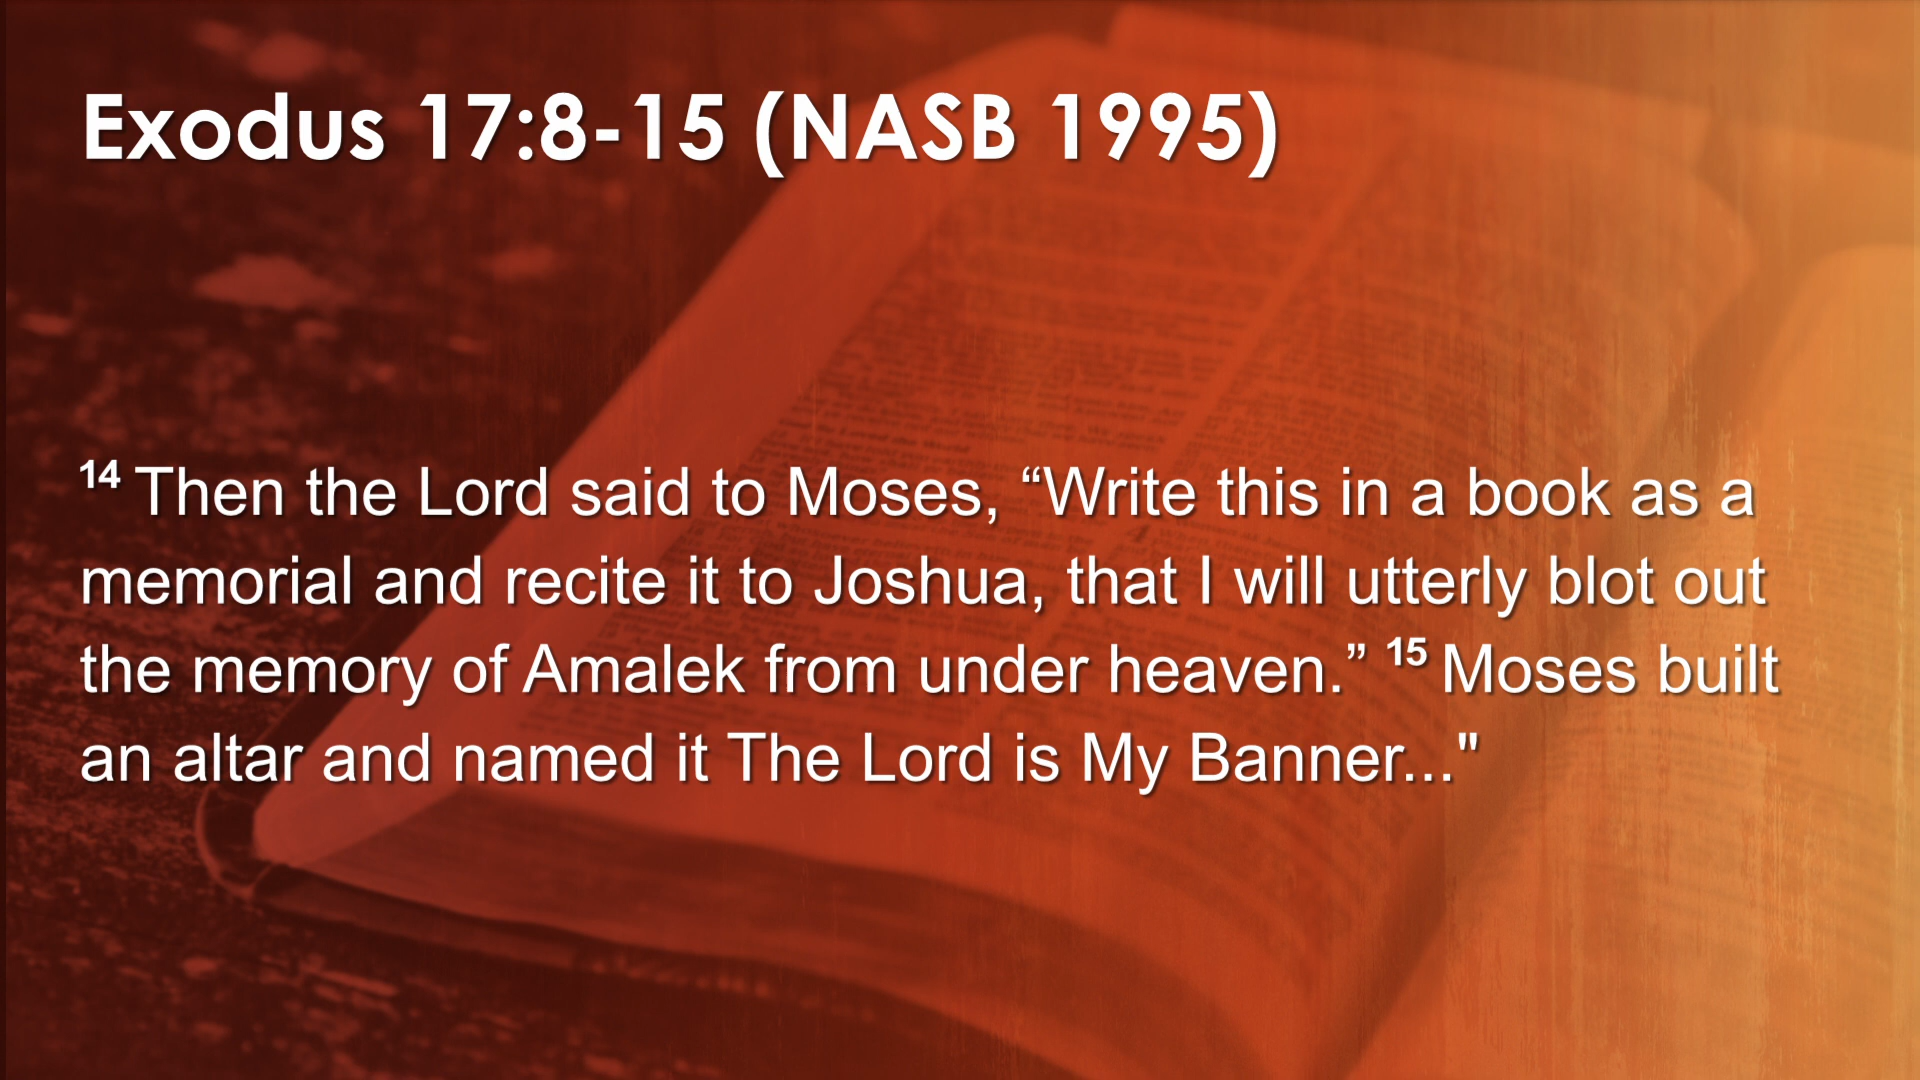 Exodus 17:8-15 (NASB 1995)
14 Then the Lord said to Moses, “Write this in a book as a
memorial and recite it to Joshua, that I will utterly blot out
the memory of Amalek from under heaven.” 15 Moses built
an altar and named it The Lord is My Banner..."